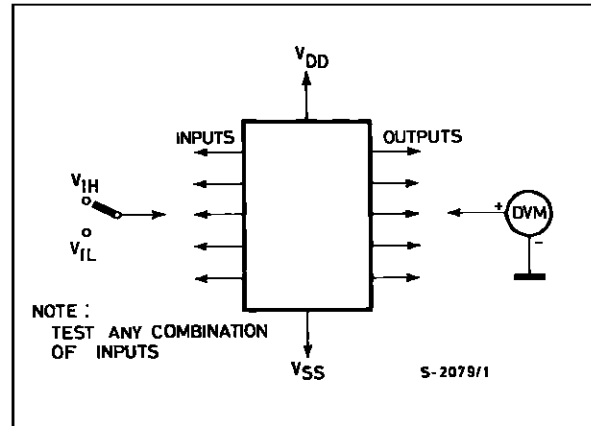 VDD
INPUTS
OUTPUTS
VIH
VIL
+ DVM
-
NOTE :
TEST ANY COMBINATION
OF INPUTS
VSS
S-2079/1